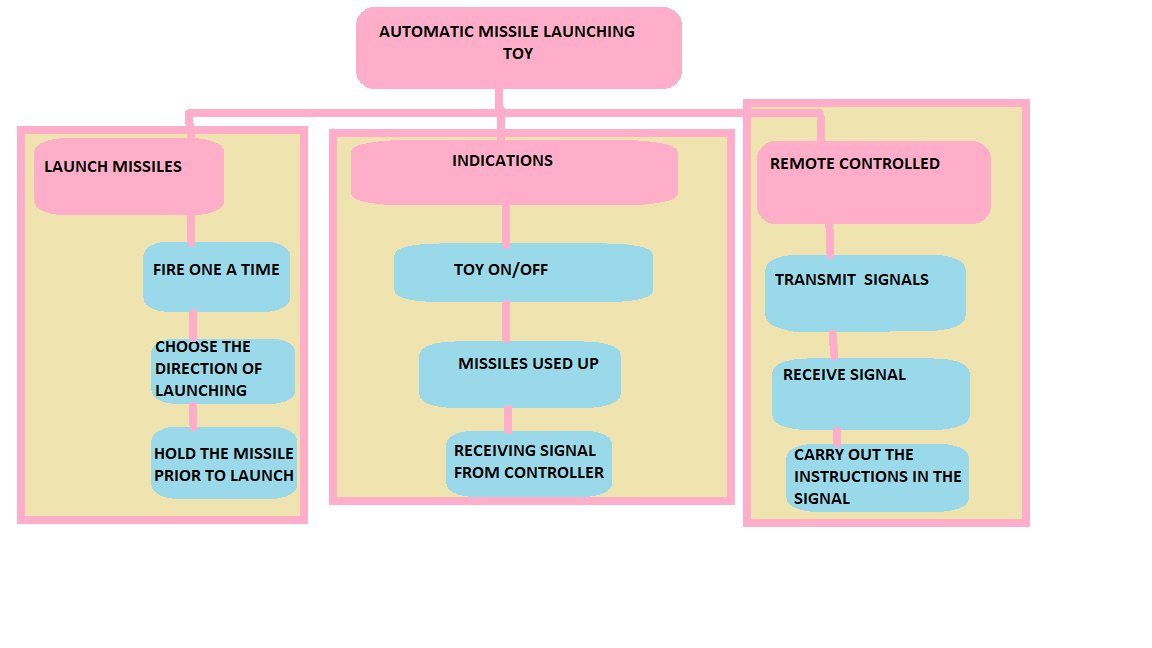 AUTOMATIC MISSILE LAUNCHING
TOY
LAUNCH MISSILES
FIRE ONE A TIME
CHOOSE THE
DIRECTION OF
LAUNCHING
HOLD THE MISSILE
PRIOR TO LAUNCH
INDICATIONS
TOY ON/OFF
MISSILES USED UP
RECEIVING SIGNAL
FROM CONTROLLER
REMOTE CONTROLLED
TRANSMIT SIGNALS
RECEIVE SIGNAL
CARRY OUT THE
INSTRUCTIONS IN THE
SIGNAL